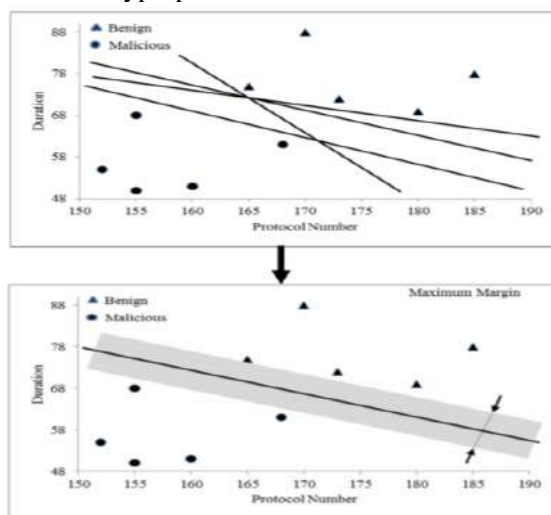 88
Benign
Malicious
78
68
58
48
Duration
150 155 160 165 170 175 180 185 190
Protocol Number
Maximum Margin
88
Benign
Malicious
78
68
58
48
Duration
150 155 160 165 170 175 180 185 190
Protocol Number